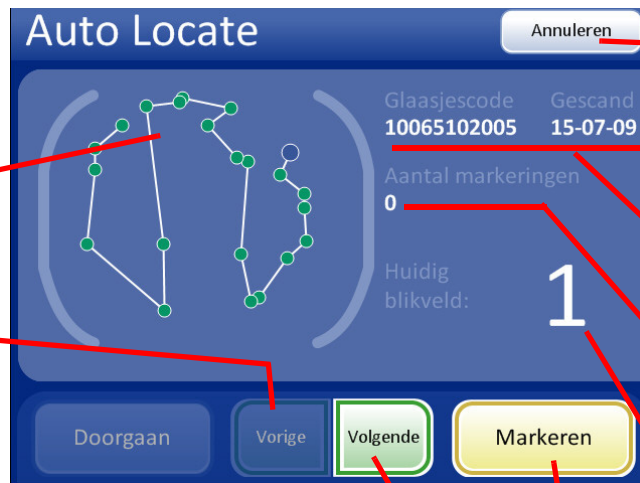 Auto Locate
Annuleren
Glaasjescode Gescand
10065102005 15-07-09
Aantal markeringen
0
Huidig
blikveld:
1
Doorgaan Vorige Volgende Markeren